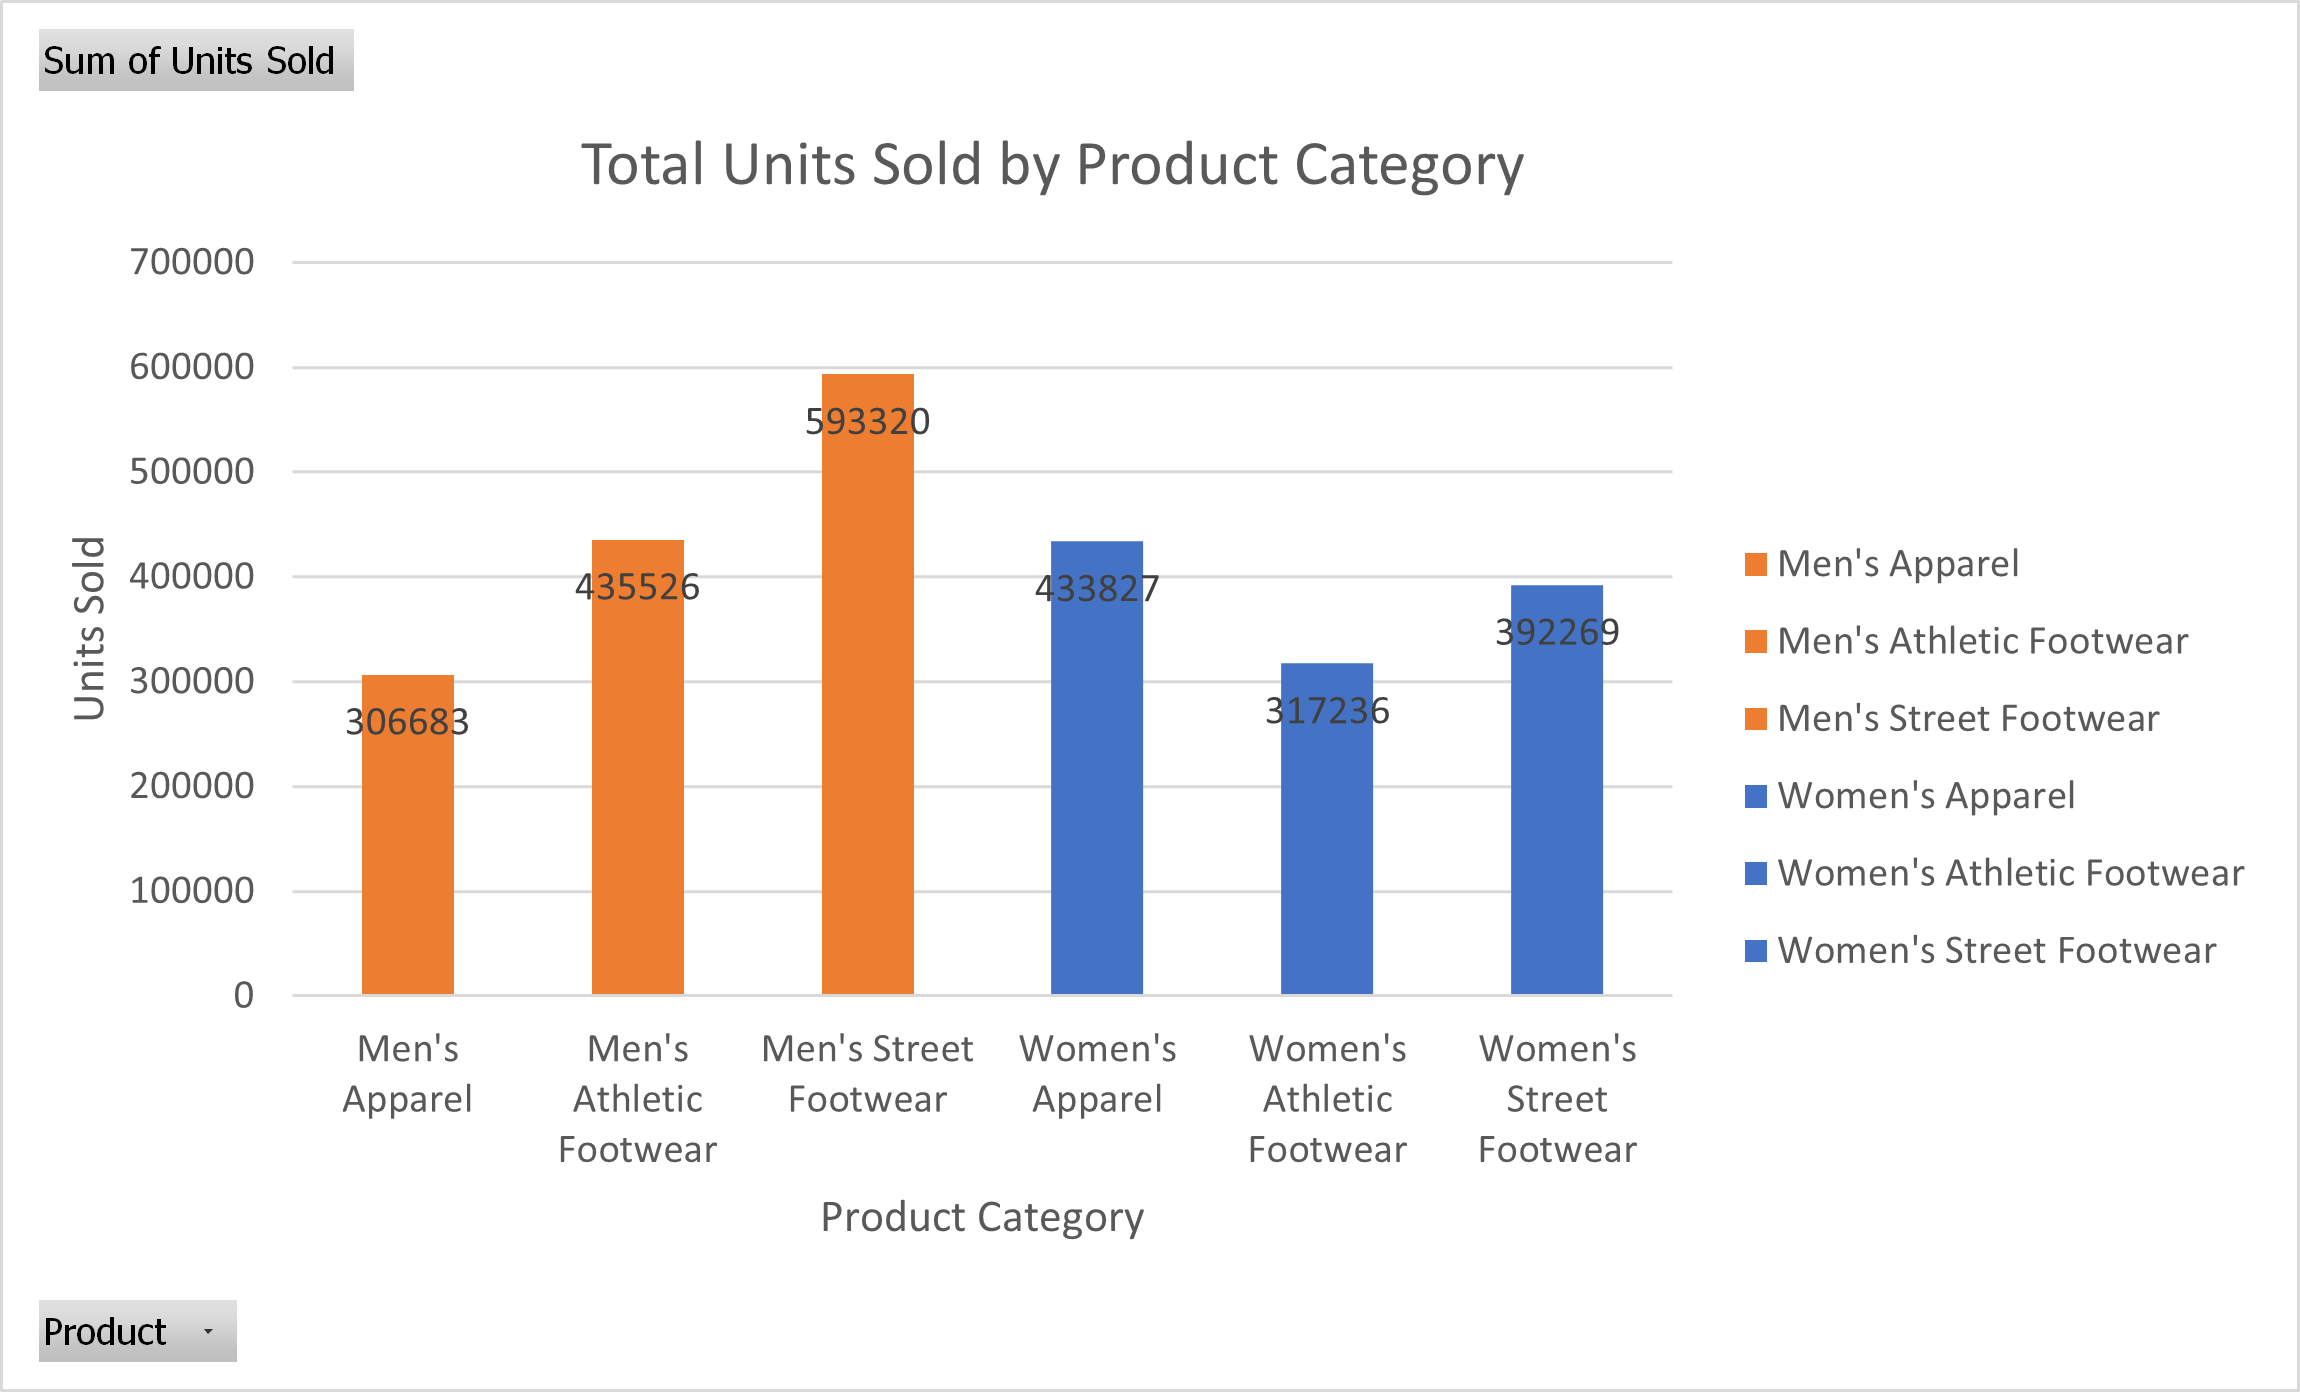 Sum of Units Sold
Total Units Sold by Product Category
700000
600000
500000
400000
300000
200000
100000
0
Units Sold
306683
435526
593320
433827
317236
392269
Men's
Apparel
Men's
Athletic
Footwear
Men's Street
Footwear
Women's
Apparel
Women's
Athletic
Footwear
Women's
Street
Footwear
Product Category
Men's Apparel
Men's Athletic Footwear
Men's Street Footwear
Women's Apparel
Women's Athletic Footwear
Women's Street Footwear
Product